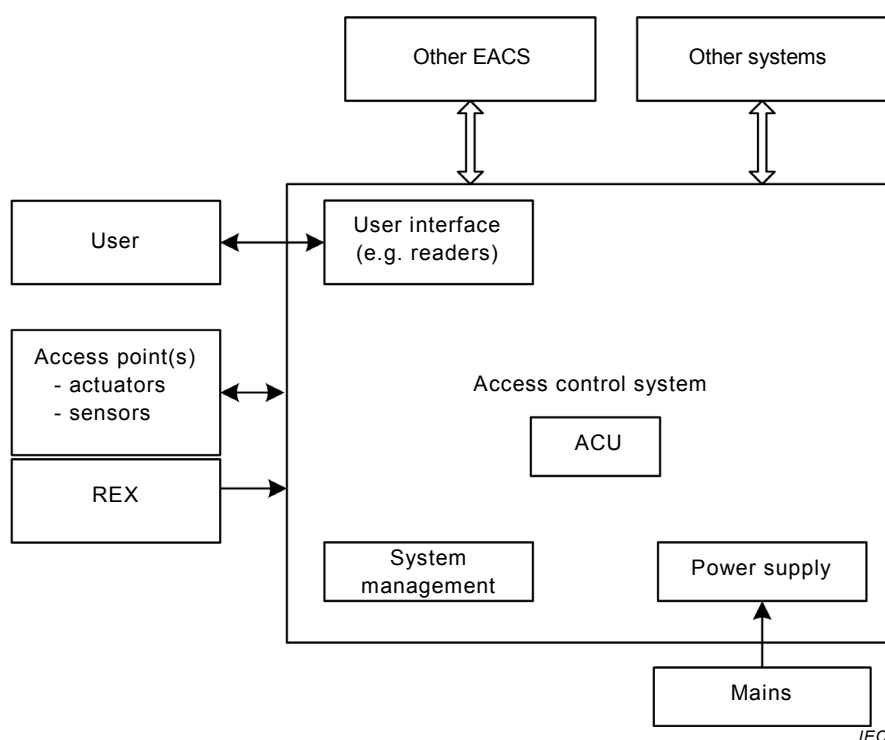 Other EACS
Other systems
User
User interface
(e.g. readers)
Access point(s)
- actuators
- sensors
Access control system
ACU
REX
System
management
Power supply
Mains
IEC